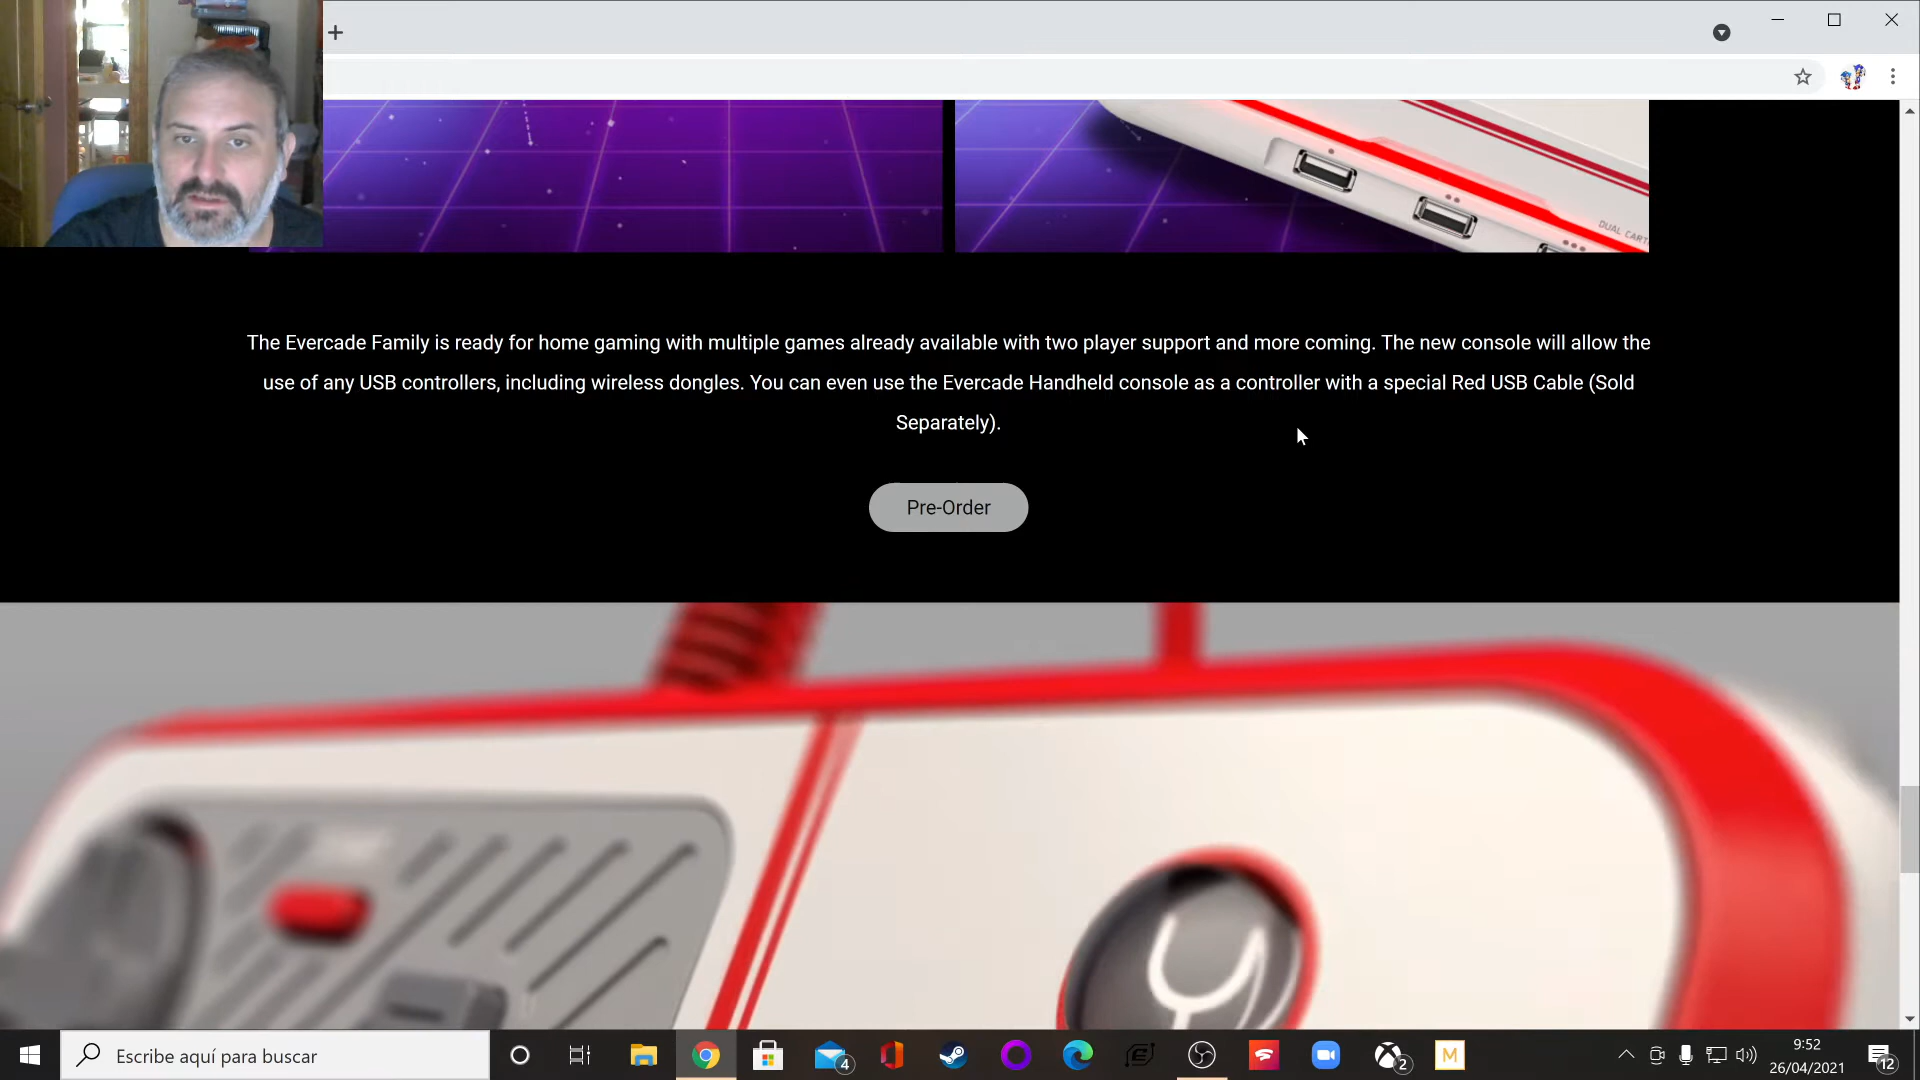 DUAL CART
The Evercade Family is ready for home gaming with multiple games already available with two player support and more coming. The new console will allow the
use of any USB controllers, including wireless dongles. You can even use the Evercade Handheld console as a controller with a special Red USB Cable (Sold
Separately).
Pre-Order
Escribe aquí para buscar
4
2
M
9:52
26/04/2021
12